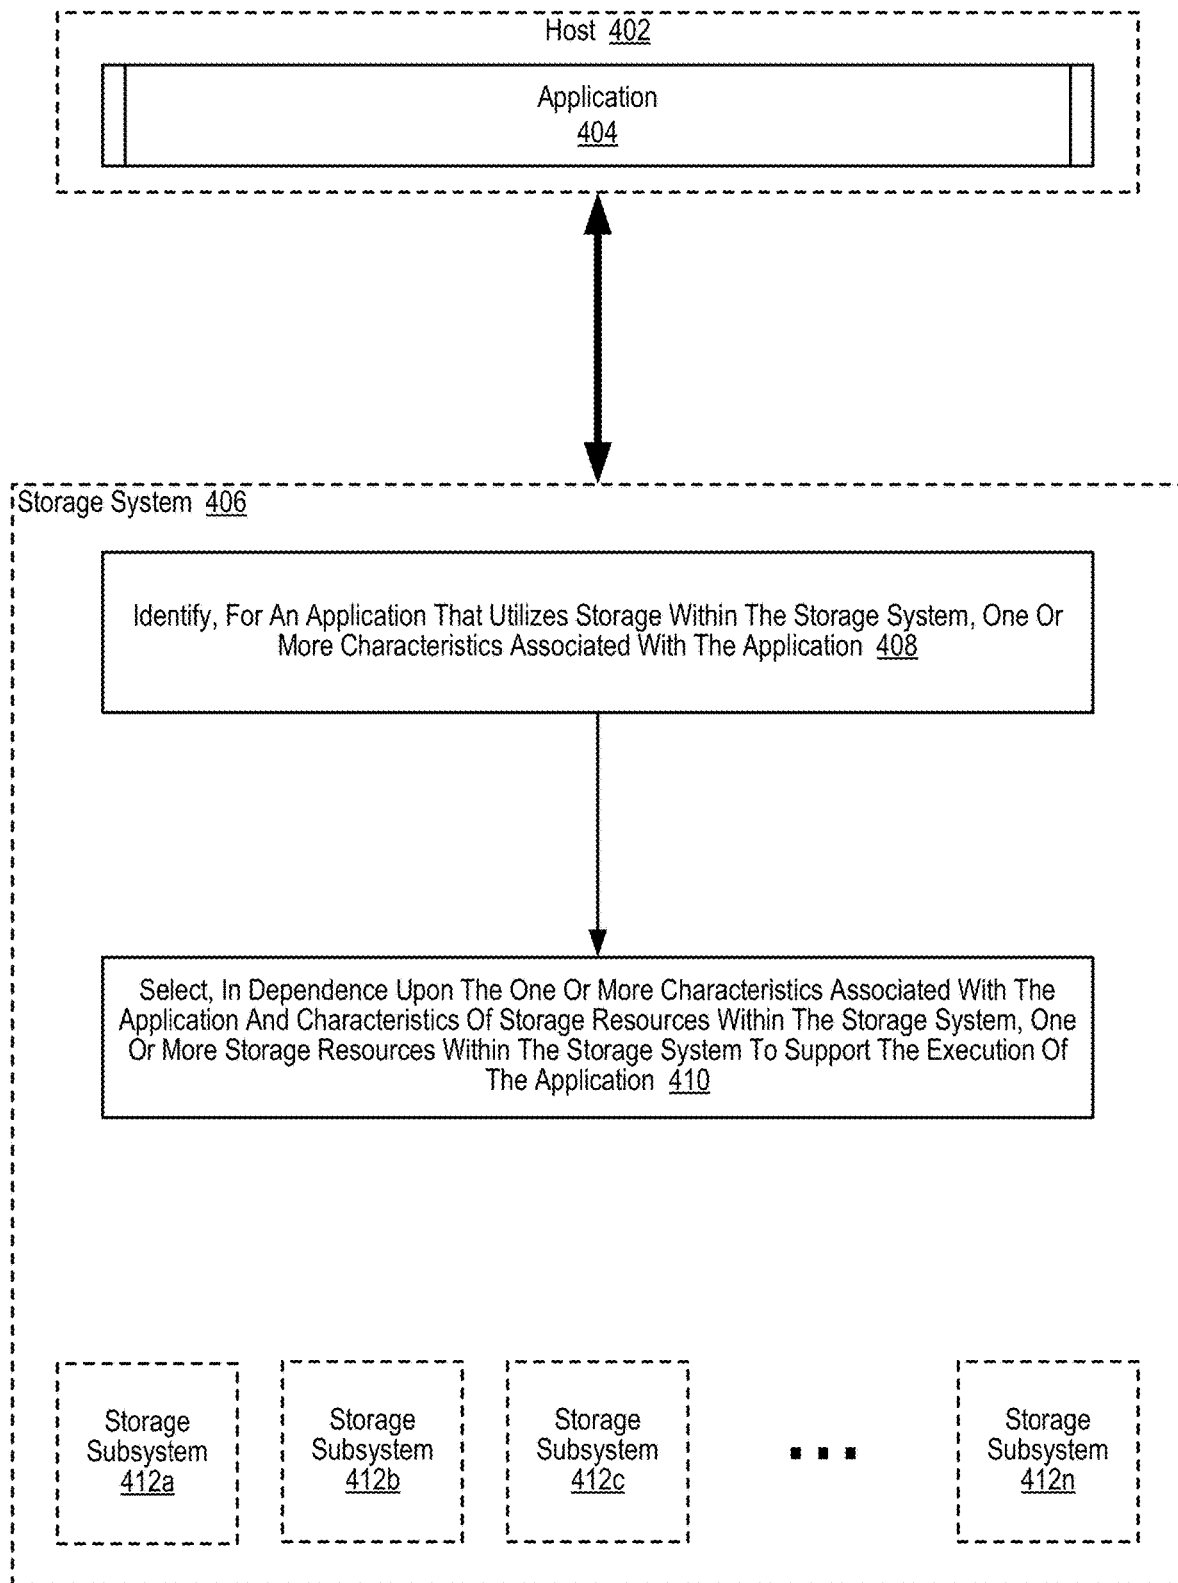 Host 402
Application
404
Storage System 406
Identify, For An Application That Utilizes Storage Within The Storage System, One Or
More Characteristics Associated With The Application 408
Select, In Dependence Upon The One Or More Characteristics Associated With The
Application And Characteristics Of Storage Resources Within The Storage System, One
Or More Storage Resources Within The Storage System To Support The Execution Of
The Application 410
Storage
Subsystem
412a
Storage
Subsystem
412b
Storage
Subsystem
412c
...
Storage
Subsystem
412n